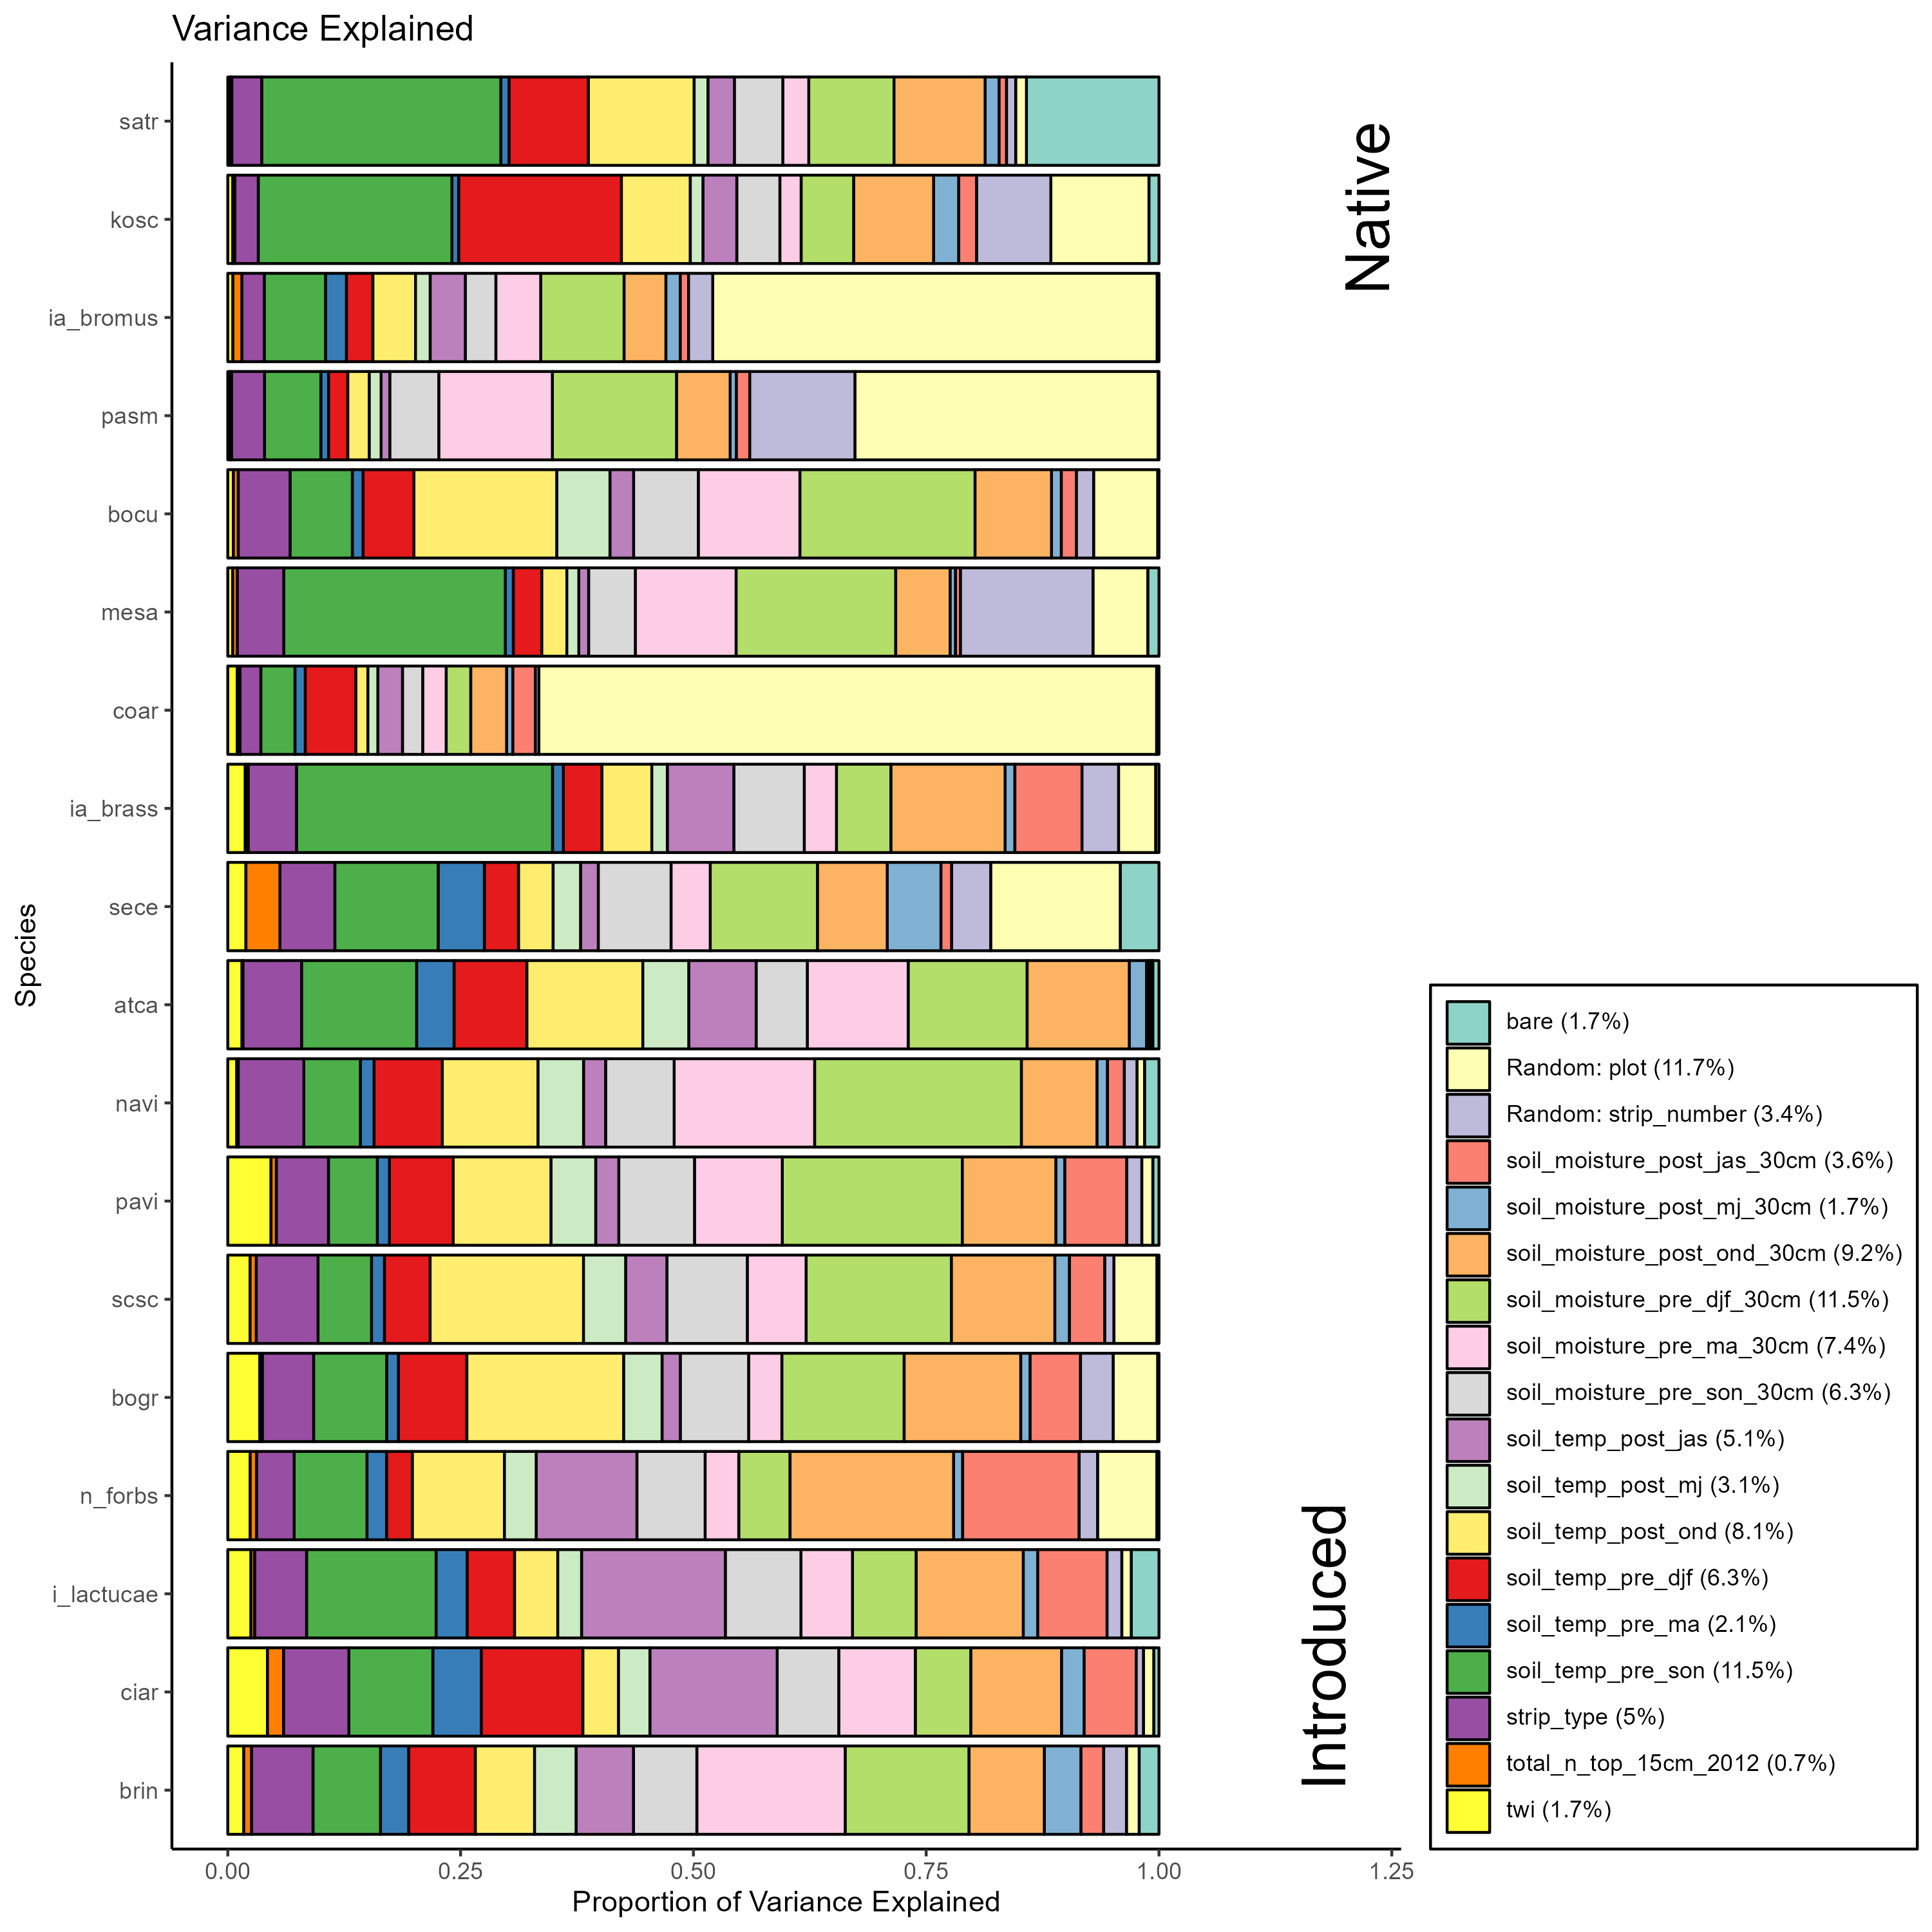 Variance Explained
satr
kosc
ia_bromus
pasm
bocu
mesa
coar
ia_brass
sece
atca
navi
pavi
scsc
bogr
n_forbs
i_lactucae
ciar
brin
Species
0.00 0.25 0.50 0.75 1.00 1.25
Proportion of Variance Explained
Native
Introduced
bare (1.7%)
Random: plot (11.7%)
Random: strip_number (3.4%)
soil_moisture_post_jas_30cm (3.6%)
soil_moisture_post_mj_30cm (1.7%)
soil_moisture_post_ond_30cm (9.2%)
soil_moisture_pre_djf_30cm (11.5%)
soil_moisture_pre_ma_30cm (7.4%)
soil_moisture_pre_son_30cm (6.3%)
soil_temp_post_jas (5.1%)
soil_temp_post_mj (3.1%)
soil_temp_post_ond (8.1%)
soil_temp_pre_djf (6.3%)
soil_temp_pre_ma (2.1%)
soil_temp_pre_son (11.5%)
strip_type (5%)
total_n_top_15cm_2012 (0.7%)
twi (1.7%)